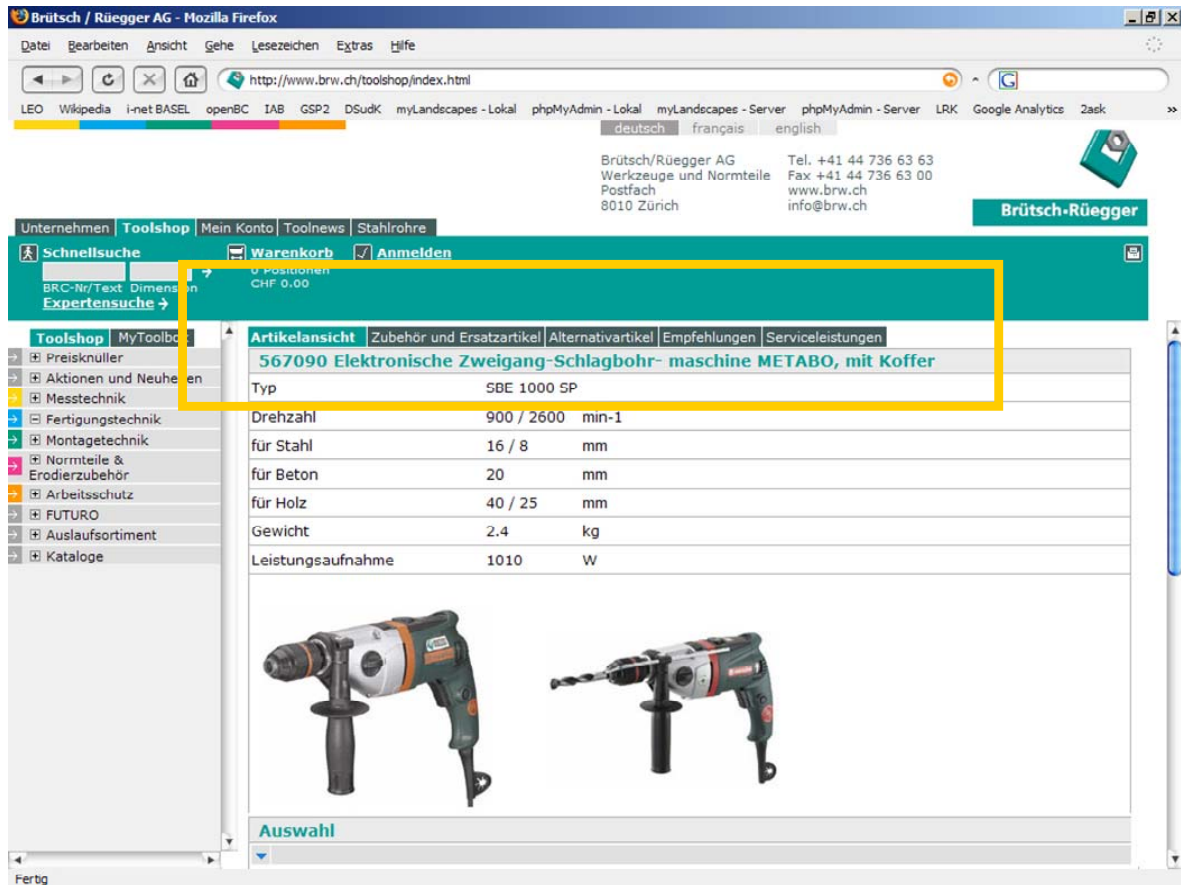 Brütsch / Rüegger AG - Mozilla Firefox
Datei Bearbeiten Ansicht Gehe Lesezeichen Extras Hilfe
http://www.brw.ch/toolshop/index.html
LEO Wikipedia i-net BASEL openBC IAB GSP2 DSudK myLandscapes - Lokal phpMyAdmin - Lokal myLandscapes - Server phpMyAdmin - Server LRK Google Analytics 2ask »
deutsch français english
Brütsch/Rüegger AG Tel. +41 44 736 63 63
Werkzeuge und Normteile Fax +41 44 736 63 00
Postfach www.brw.ch
8010 Zürich info@brw.ch
Brütsch•Rüegger
Unternehmen Toolshop Mein Konto Toolnews Stahlrohre
Schnellsuche Warenkorb Anmelden
0 Positionen
BRC-Nr/Text Dimension CHF 0.00
Expertensuche →
Toolshop
Preisknüller
Aktionen und Neuheiten
Messtechnik
Fertigungstechnik
Montagetechnik
Normteile &
Erodierzubehör
Arbeitsschutz
FUTURO
Auslaufsortiment
Kataloge
Artikelansicht Zubehör und Ersatzartikel Alternativartikel Empfehlungen Serviceleistungen
567090 Elektronische Zweigang-Schlagbohr- maschine METABO, mit Koffer
Typ SBE 1000 SP
Drehzahl 900 / 2600 min-1
für Stahl 16 / 8 mm
für Beton 20 mm
für Holz 40 / 25 mm
Gewicht 2.4 kg
Leistungsaufnahme 1010 W
Auswahl
Fertig